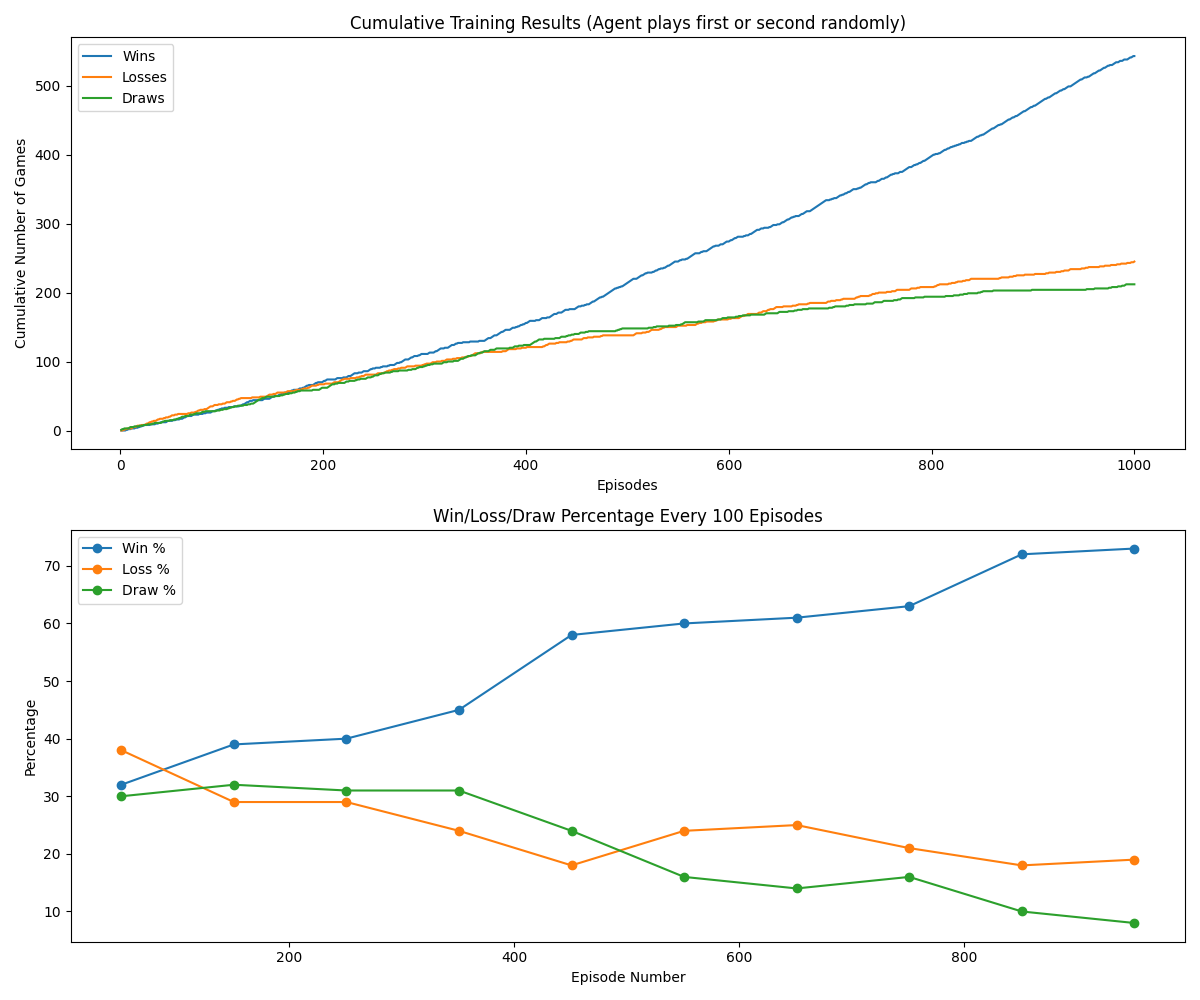 Cumulative Training Results (Agent plays first or second randomly)
Wins
Losses
Draws
Cumulative Number of Games
500
400
300
200
100
0
0 200 400 600 800 1000
Episodes
Win/Loss/Draw Percentage Every 100 Episodes
Win %
Loss %
Draw %
Percentage
70
60
50
40
30
20
10
200 400 600 800
Episode Number